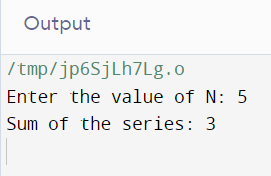 Output
/tmp/jp6SjLh7Lg.o
Enter the value of N: 5
Sum of the series: 3